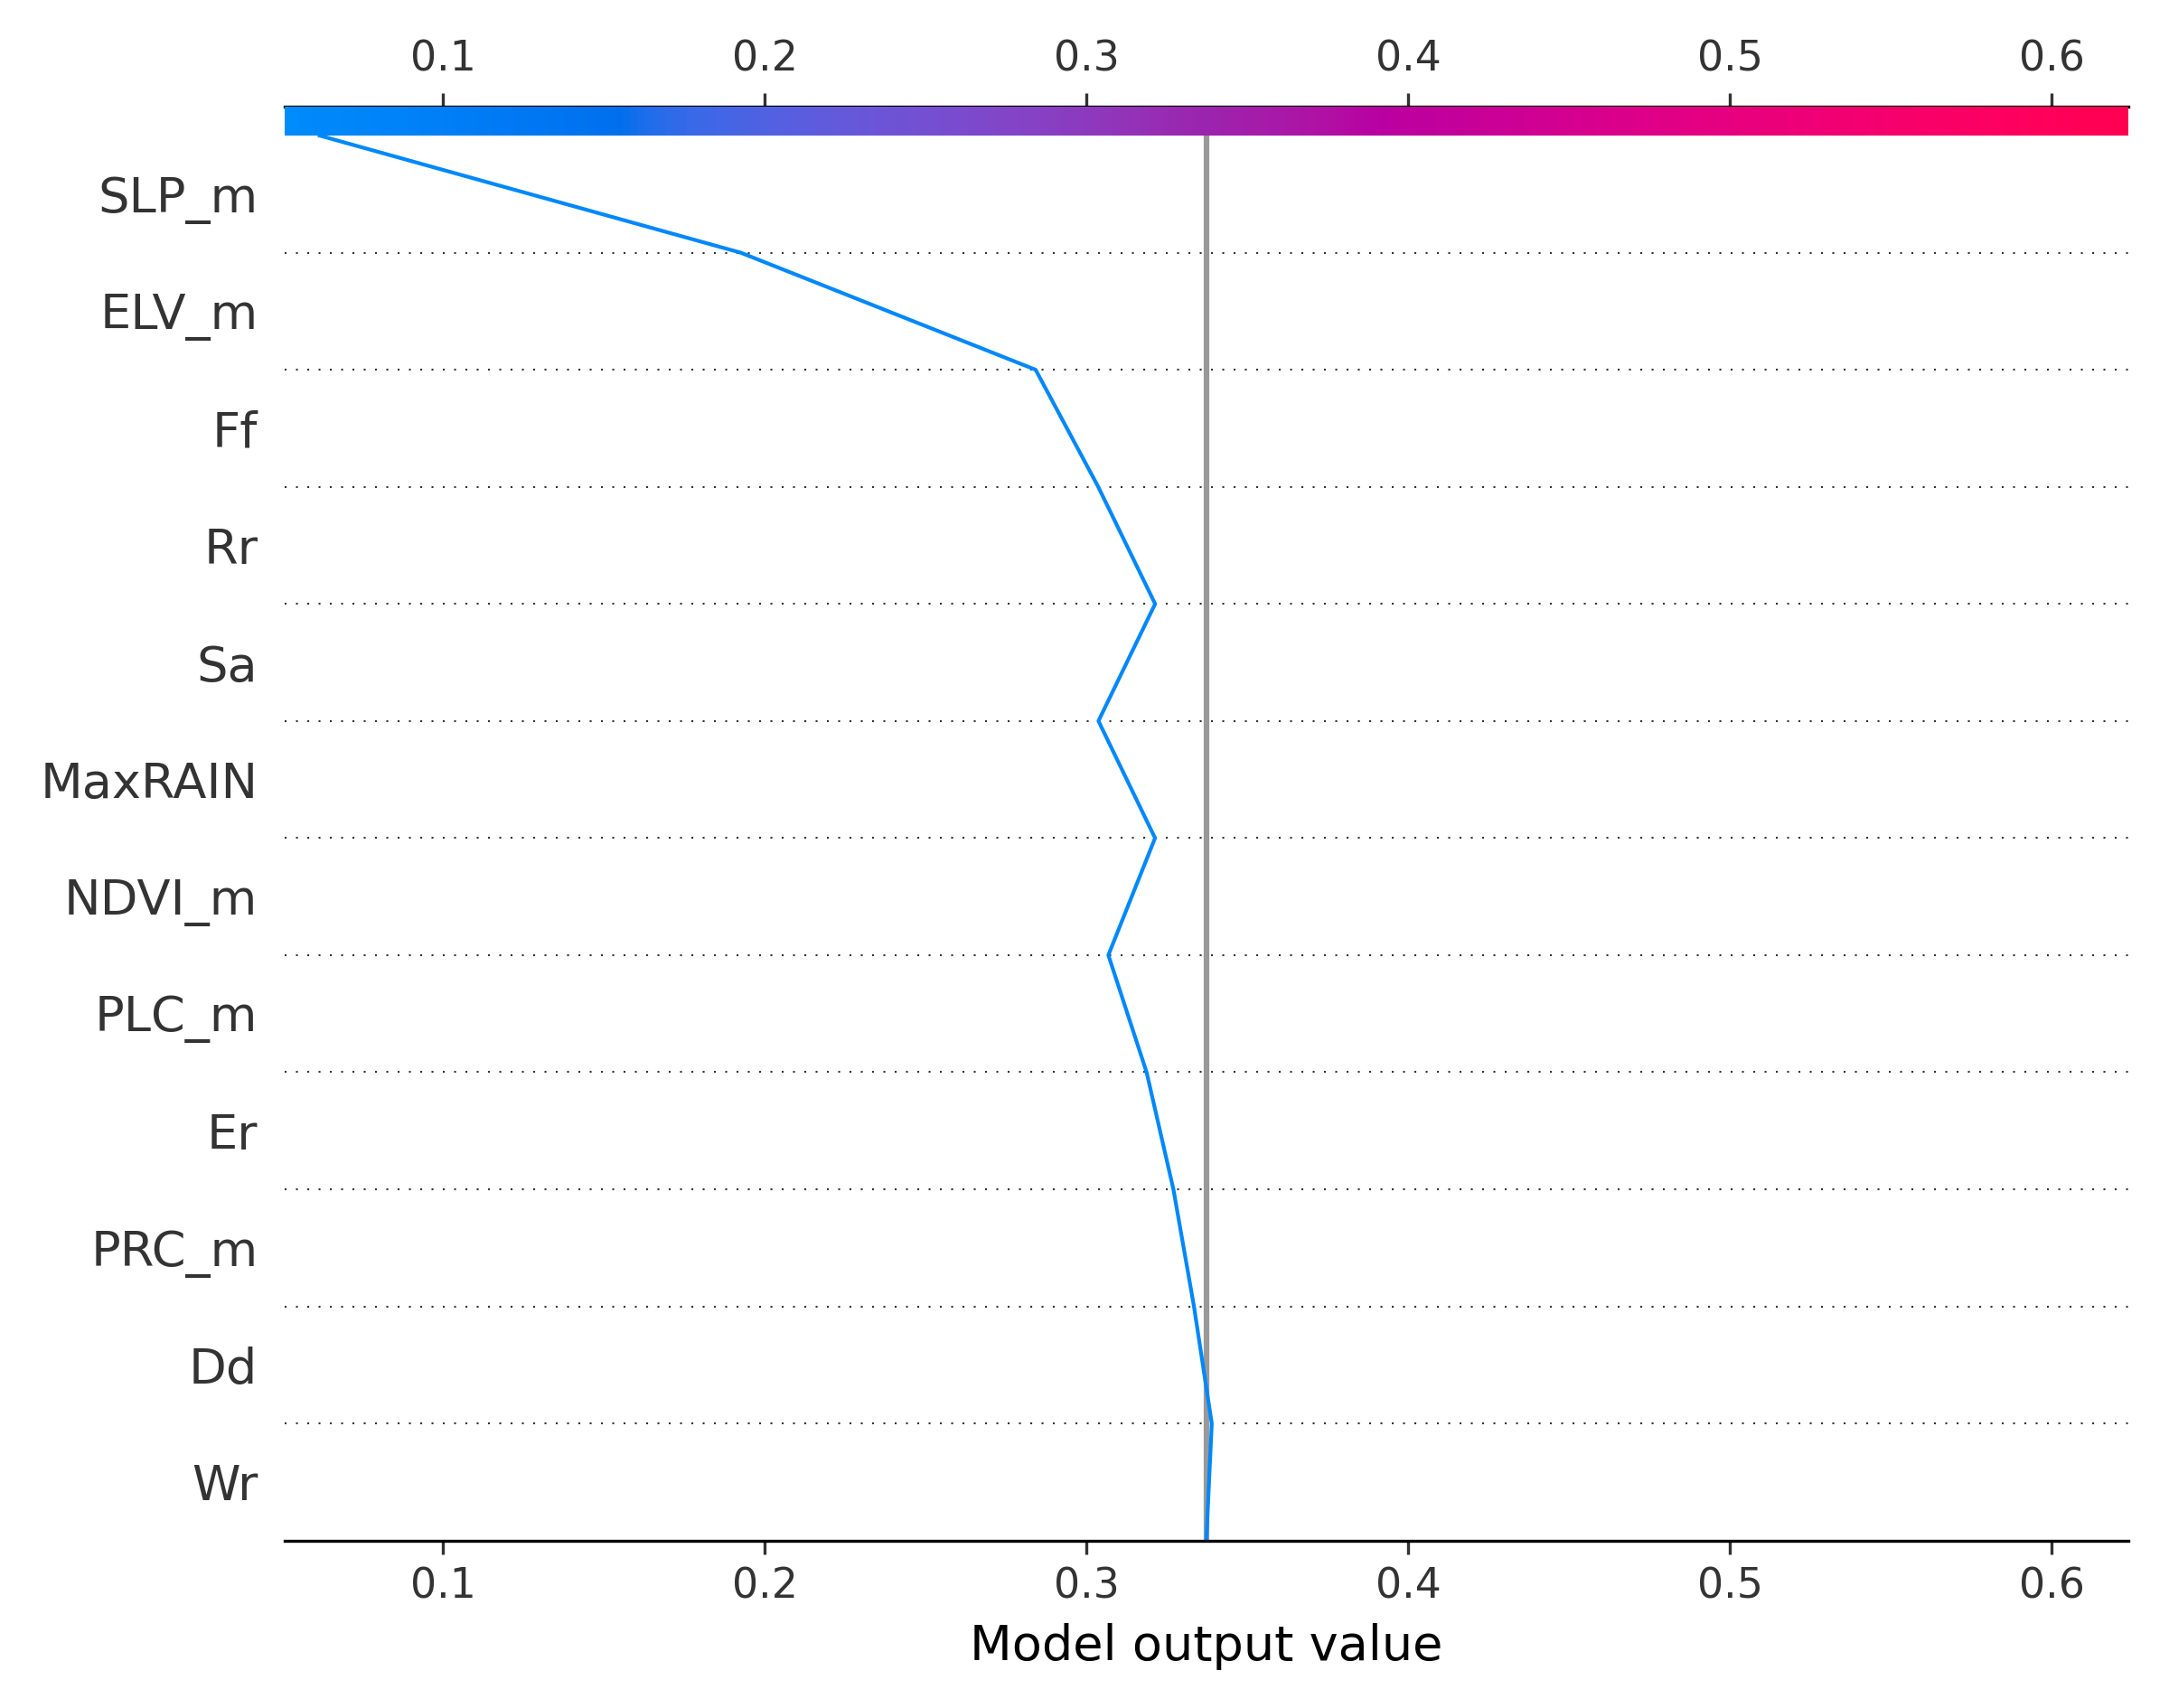 0.1 0.2 0.3 0.4 0.5 0.6
SLP_m
ELV_m
Ff
Rr
Sa
MaxRAIN
NDVI_m
PLC_m
Er
PRC_m
Dd
Wr
0.1 0.2 0.3 0.4 0.5 0.6
Model output value